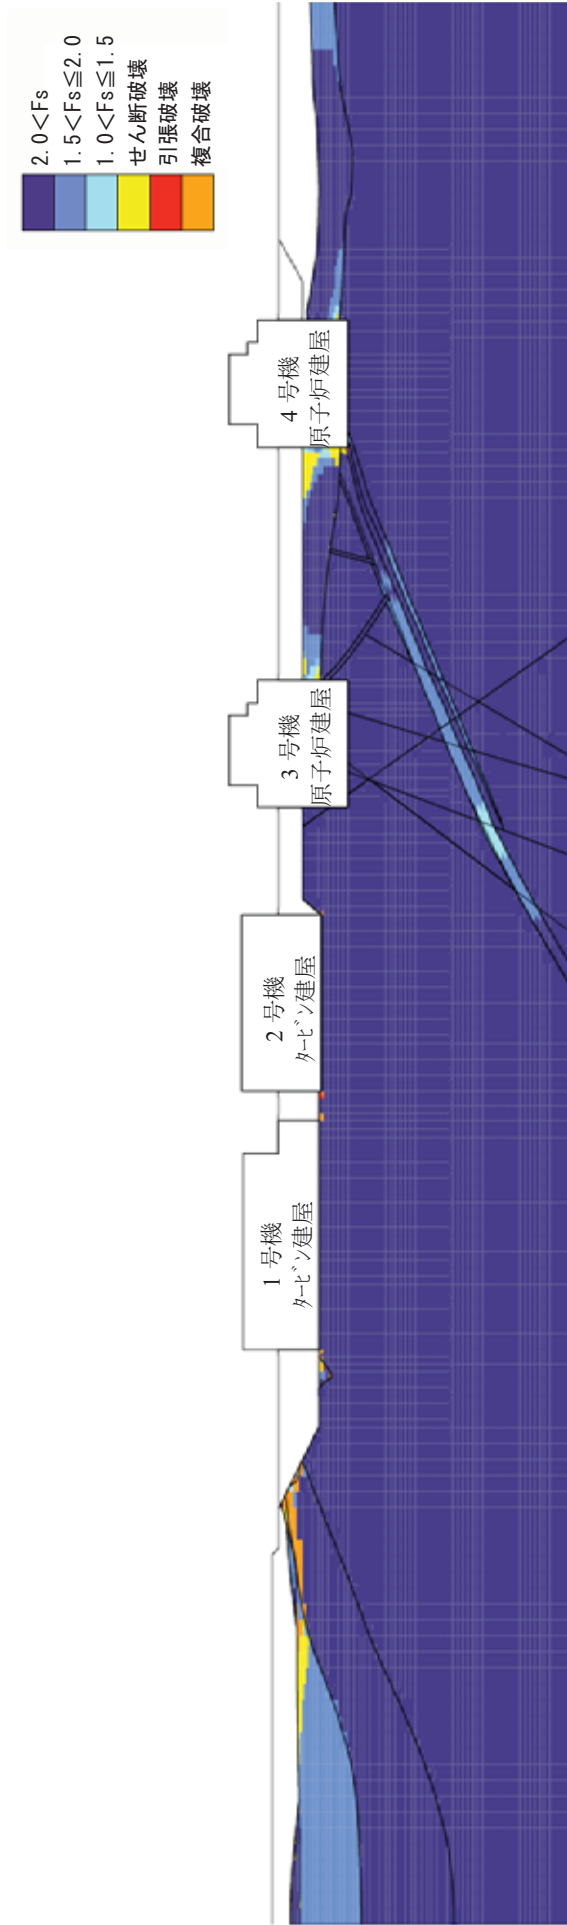 2.0<Fs
1.5<Fs≦2.0
1.0<Fs≦1.5
せん断破壊
引張破壊
複合破壊
1 号機
ﾀｰﾋﾞﾝ建屋
2 号機
ﾀｰﾋﾞﾝ建屋
3 号機
原子炉建屋
4 号機
原子炉建屋